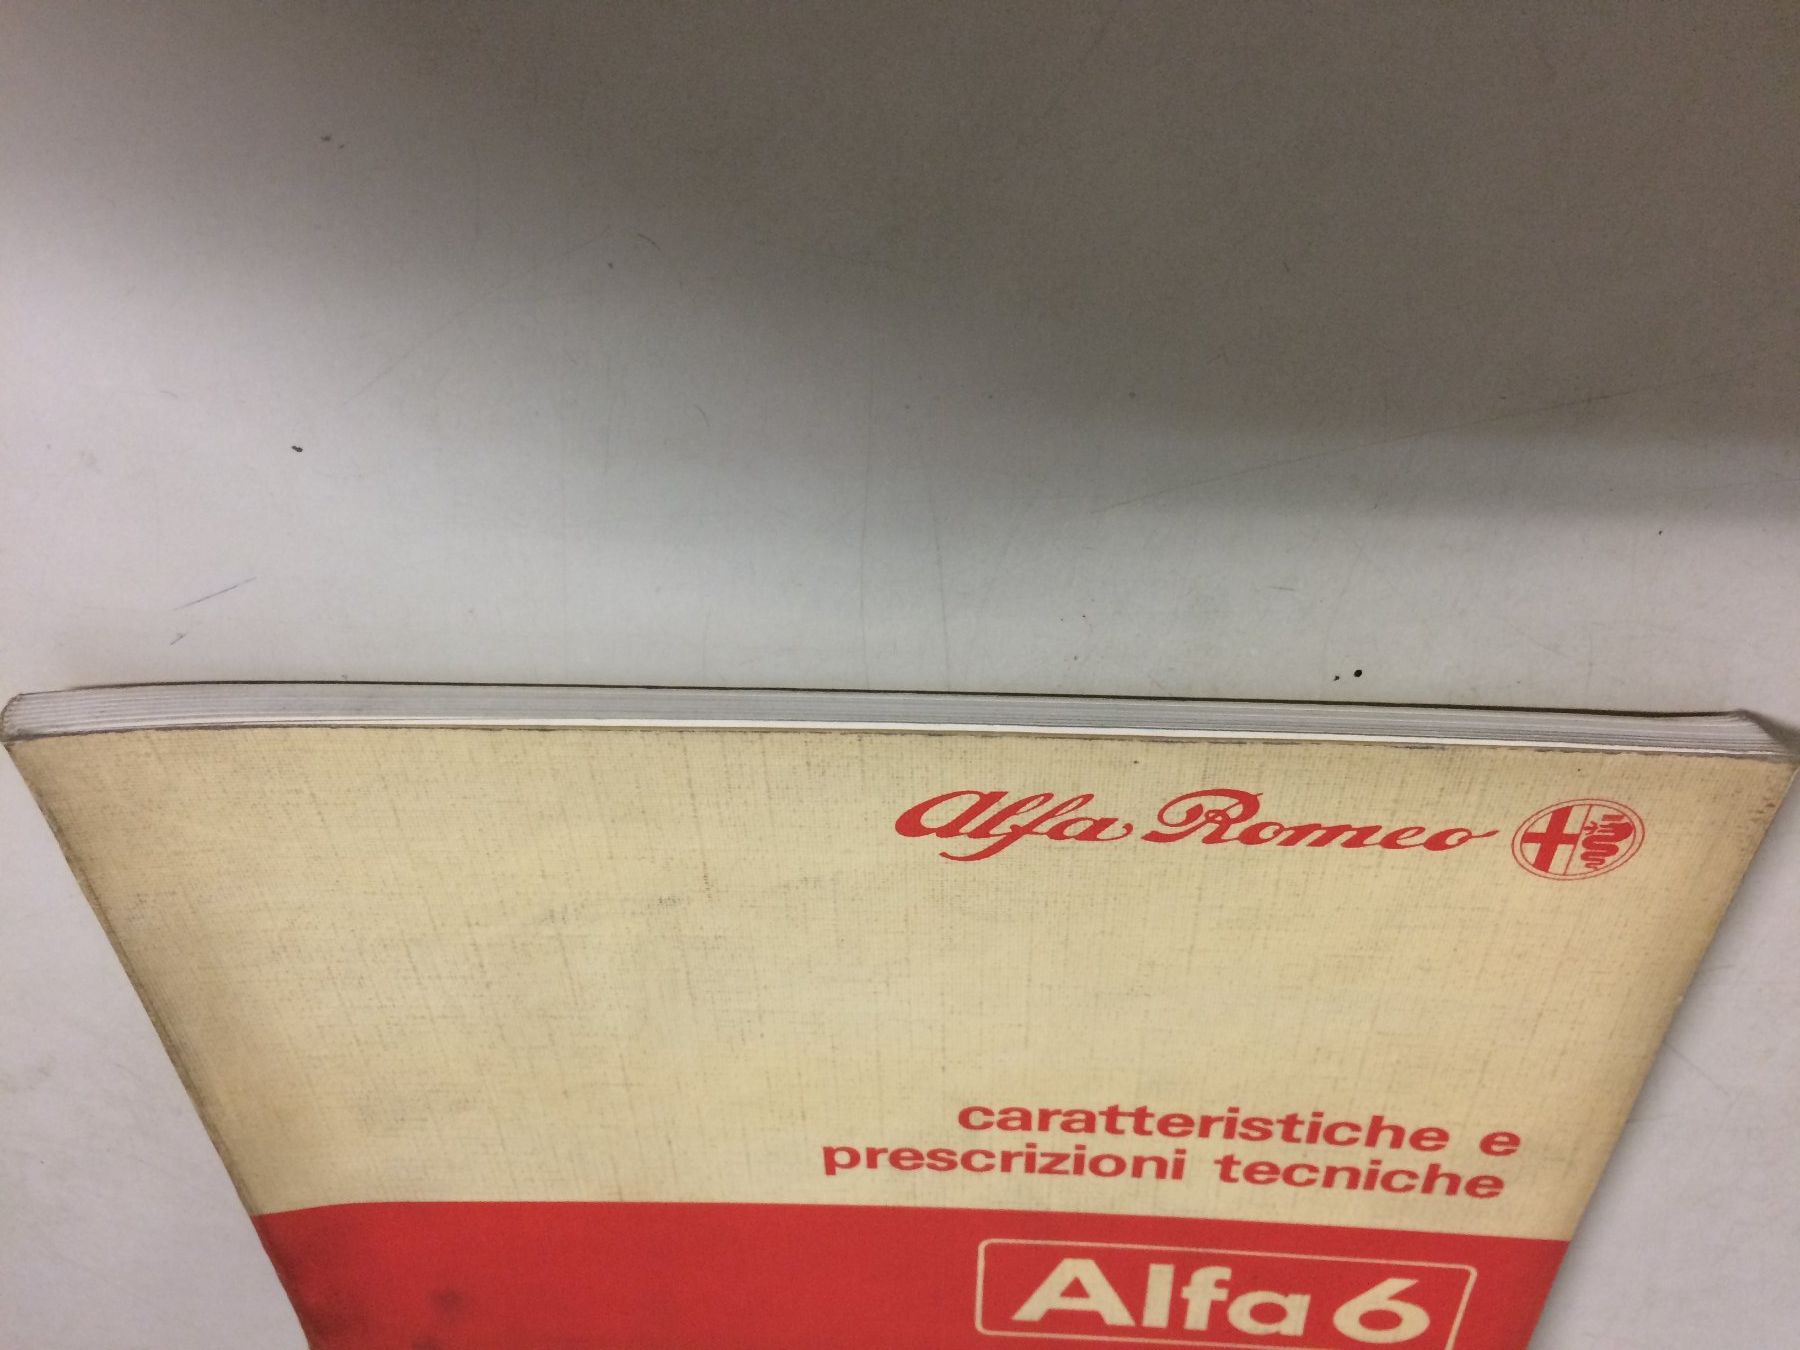 Alfa Romeo
caratteristiche e
prescrizioni tecniche
Alfa 6